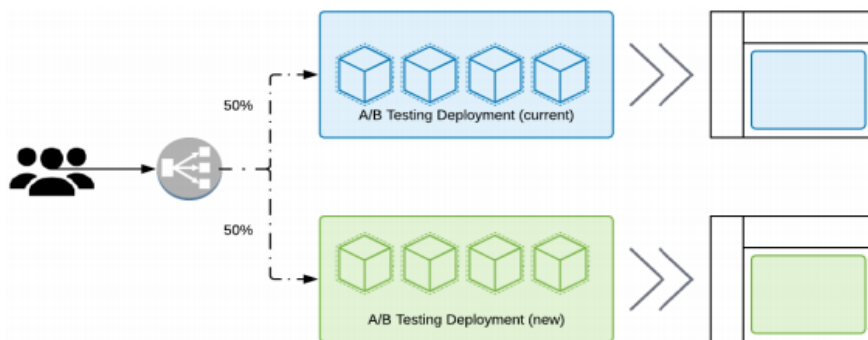 50%
A/B Testing Deployment (current)
50%
A/B Testing Deployment (new)